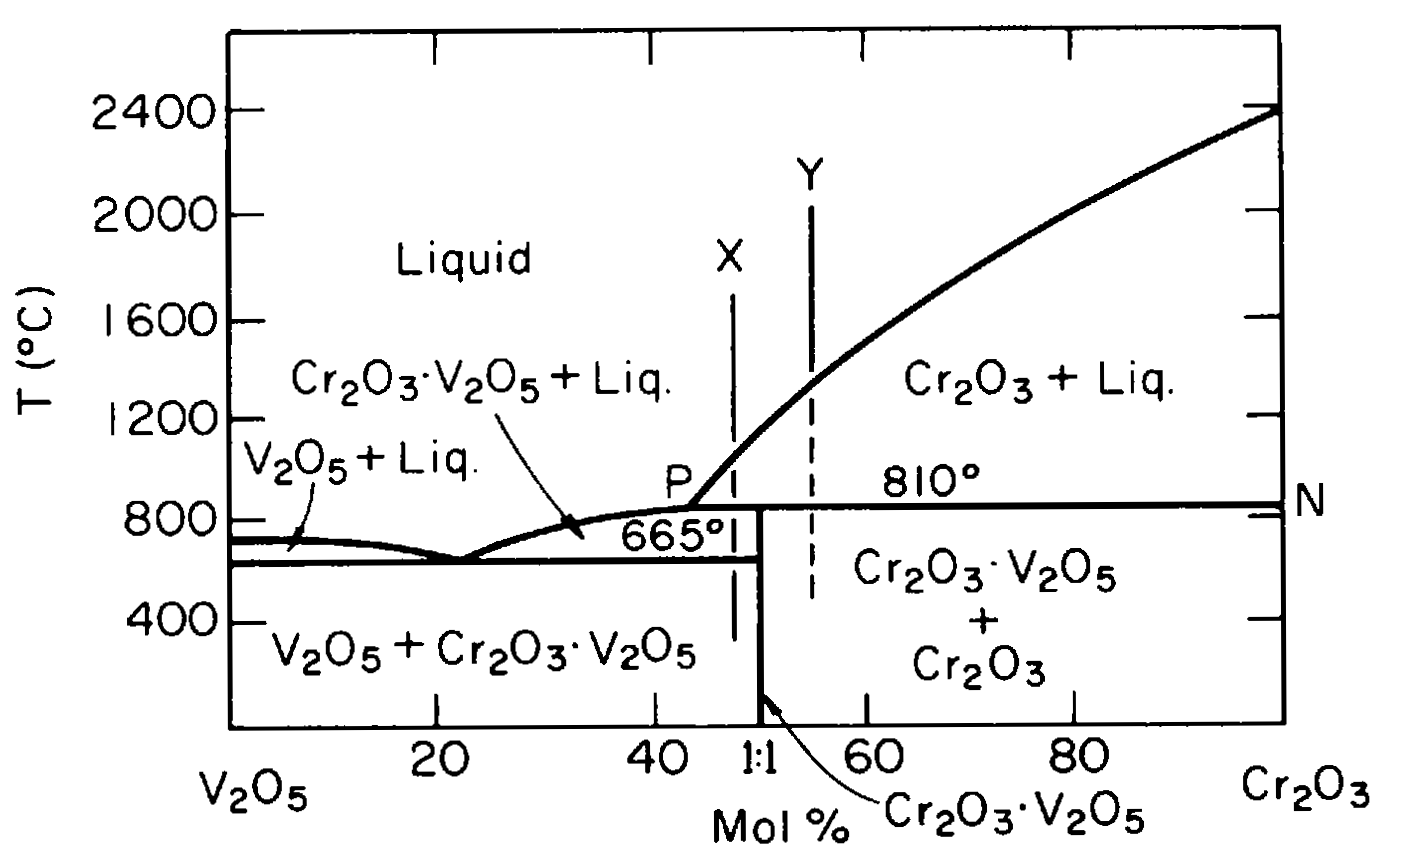 2400
2000
1600
1200
800
400
T (°C)
Liquid
X
Y
Cr₂O₃·V₂O₅ + Liq.
Cr₂O₃ + Liq.
V₂O₅ + Liq.
P
810°
N
665°
Cr₂O₃·V₂O₅
+
Cr₂O₃
V₂O₅ + Cr₂O₃·V₂O₅
20
40
1:1
60
80
V₂O₅
Cr₂O₃
Mol %
Cr₂O₃·V₂O₅